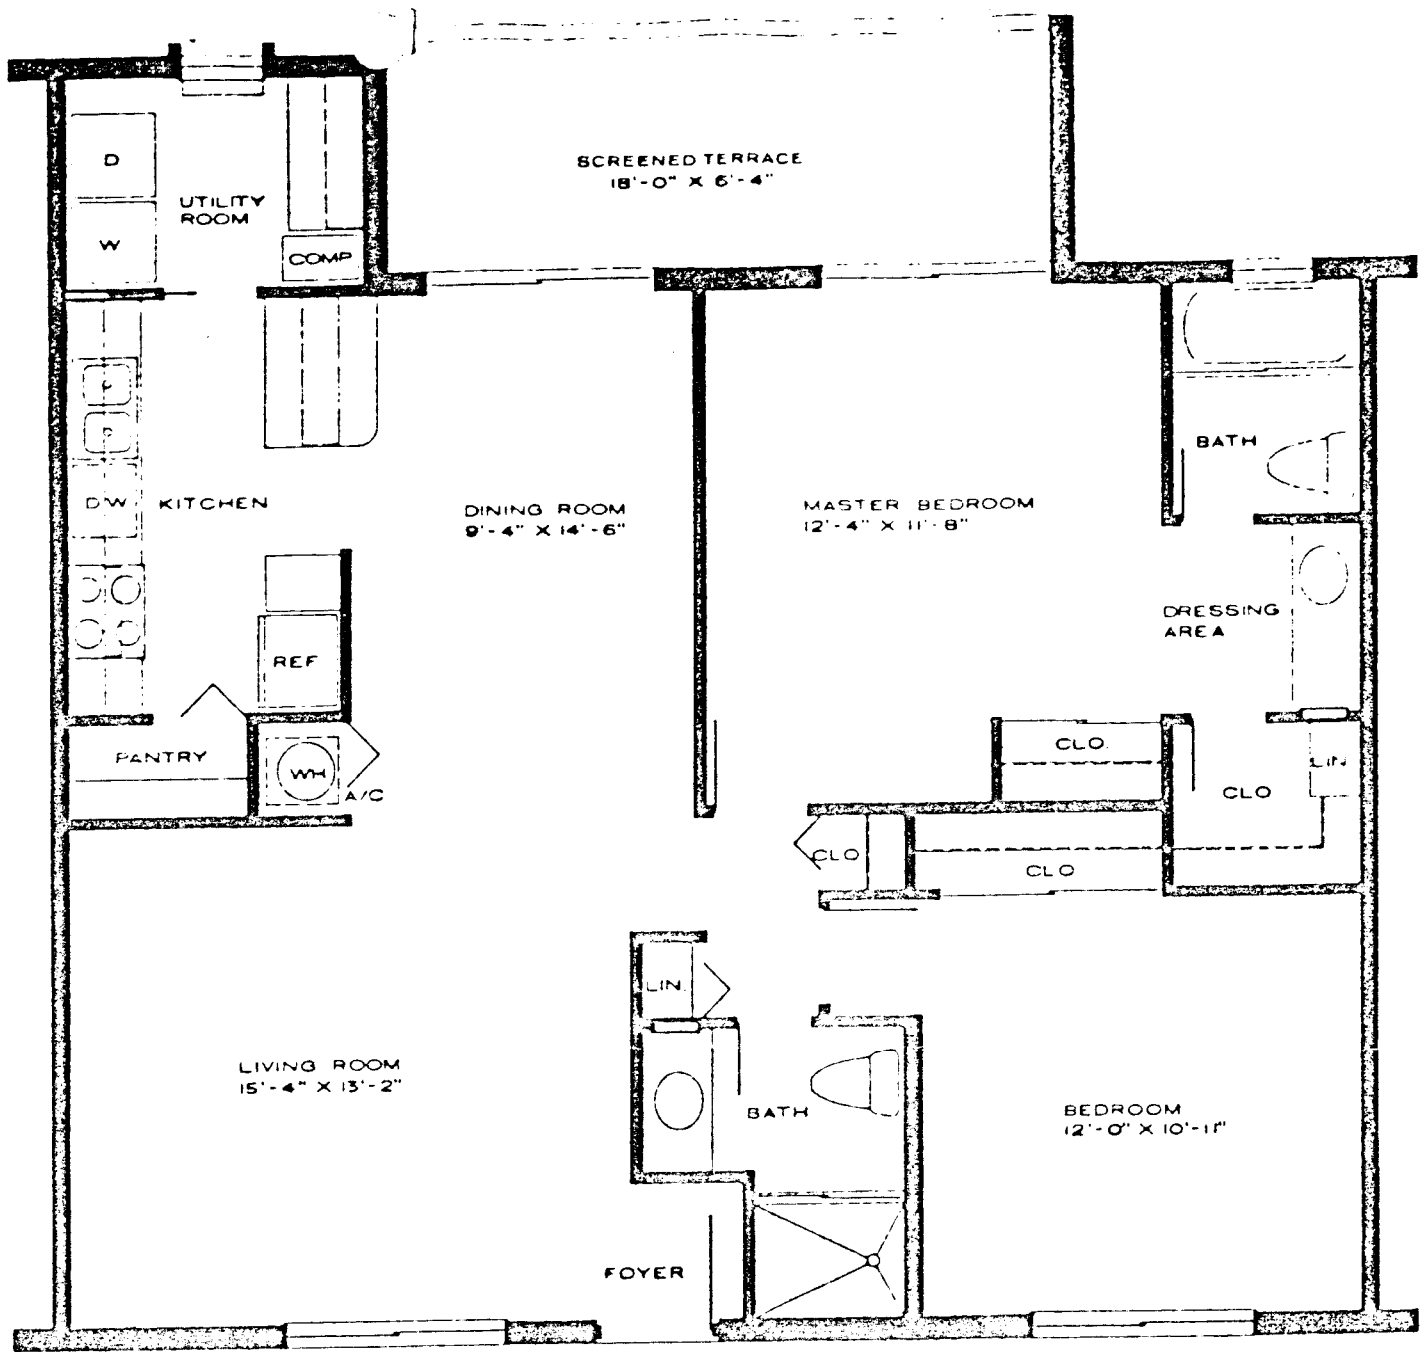 SCREENED TERRACE
18'-0" X 6'-4"
D
UTILITY
ROOM
W
COMP
BATH
DW
KITCHEN
DINING ROOM
9'-4" X 14'-6"
MASTER BEDROOM
12'-4" X 11'-8"
DRESSING
AREA
REF
CLO.
PANTRY
WH
A/C
LIN
CLO
CLO
CLO
LIN.
LIVING ROOM
15'-4" X 13'-2"
BATH
BEDROOM
12'-0" X 10'-11"
FOYER